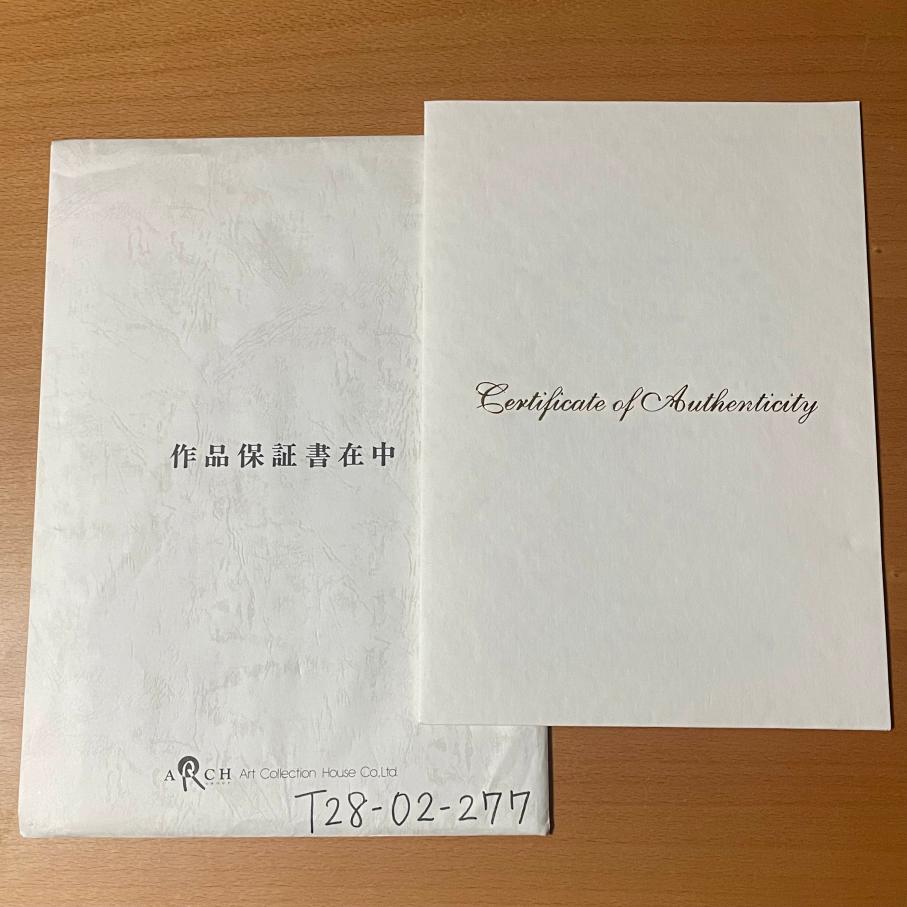 Certificate of Authenticity
作品保証書在中
ARCH GROUP Art Collection House Co.,Ltd.
T28-02-277